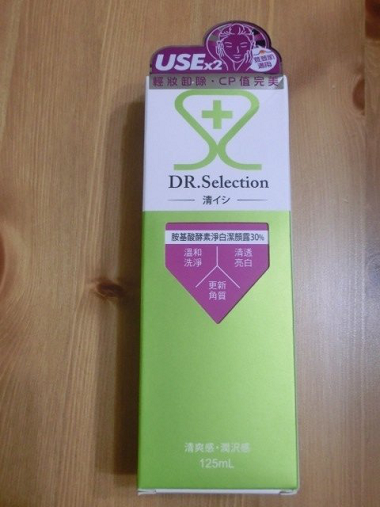 USEx2
輕妝卸除・CP值完美
DR.Selection
清イシ
胺基酸酵素淨白潔顏露30%
溫和
洗淨
清透
亮白
更新
角質
清爽感・潤沢感
125mL